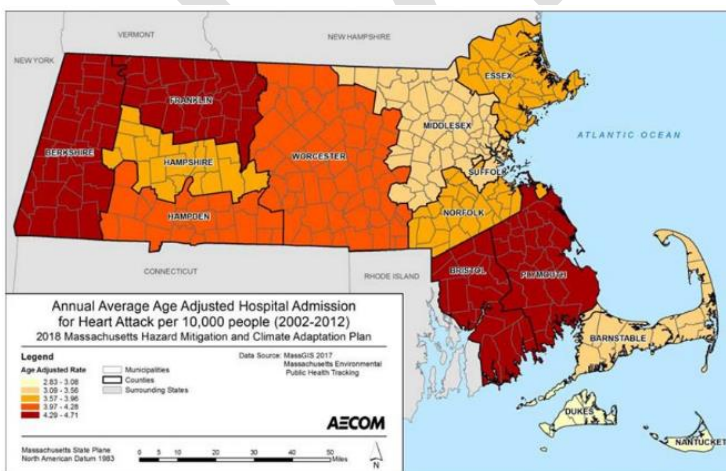 VERMONT
NEW HAMPSHIRE
NEW YORK
ESSEX
FRANKLIN
MIDDLESEX
ATLANTIC OCEAN
BERKSHIRE
HAMPSHIRE
WORCESTER
SUFFOLK
HAMPDEN
NORFOLK
CONNECTICUT
RHODE ISLAND
BRISTOL
PLYMOUTH
BARNSTABLE
DUKES
NANTUCKET
Annual Average Age Adjusted Hospital Admission
for Heart Attack per 10,000 people (2002-2012)
2018 Massachusetts Hazard Mitigation and Climate Adaptation Plan
Legend
Age Adjusted Rate
2.83 - 3.08
3.09 - 3.56
3.57 - 3.96
3.97 - 4.28
4.29 - 4.71
Municipalities
Counties
Surrounding States
Data Source: MassGIS 2017
Massachusetts Environmental
Public Health Tracking
AECOM
Massachusetts State Plane
North American Datum 1983
0 5 10 20 30 40 50
Miles
N